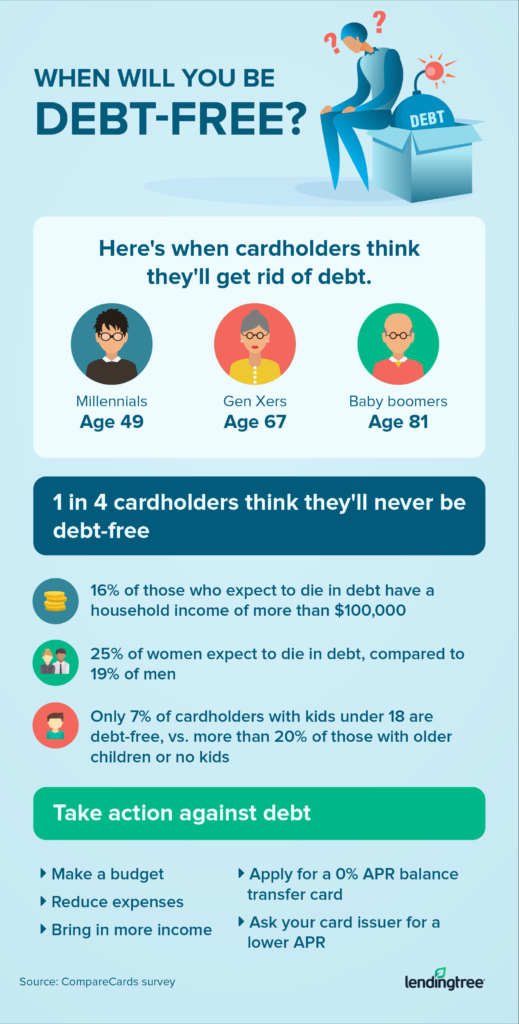 ? ?
WHEN WILL YOU BE
DEBT-FREE?
DEBT
Here's when cardholders think
they'll get rid of debt.
Millennials
Age 49
Gen Xers
Age 67
Baby boomers
Age 81
1 in 4 cardholders think they'll never be
debt-free
16% of those who expect to die in debt have a
household income of more than $100,000
25% of women expect to die in debt, compared to
19% of men
Only 7% of cardholders with kids under 18 are
debt-free, vs. more than 20% of those with older
children or no kids
Take action against debt
Make a budget
Reduce expenses
Bring in more income
Apply for a 0% APR balance
transfer card
Ask your card issuer for a
lower APR
Source: CompareCards survey
lendingtree